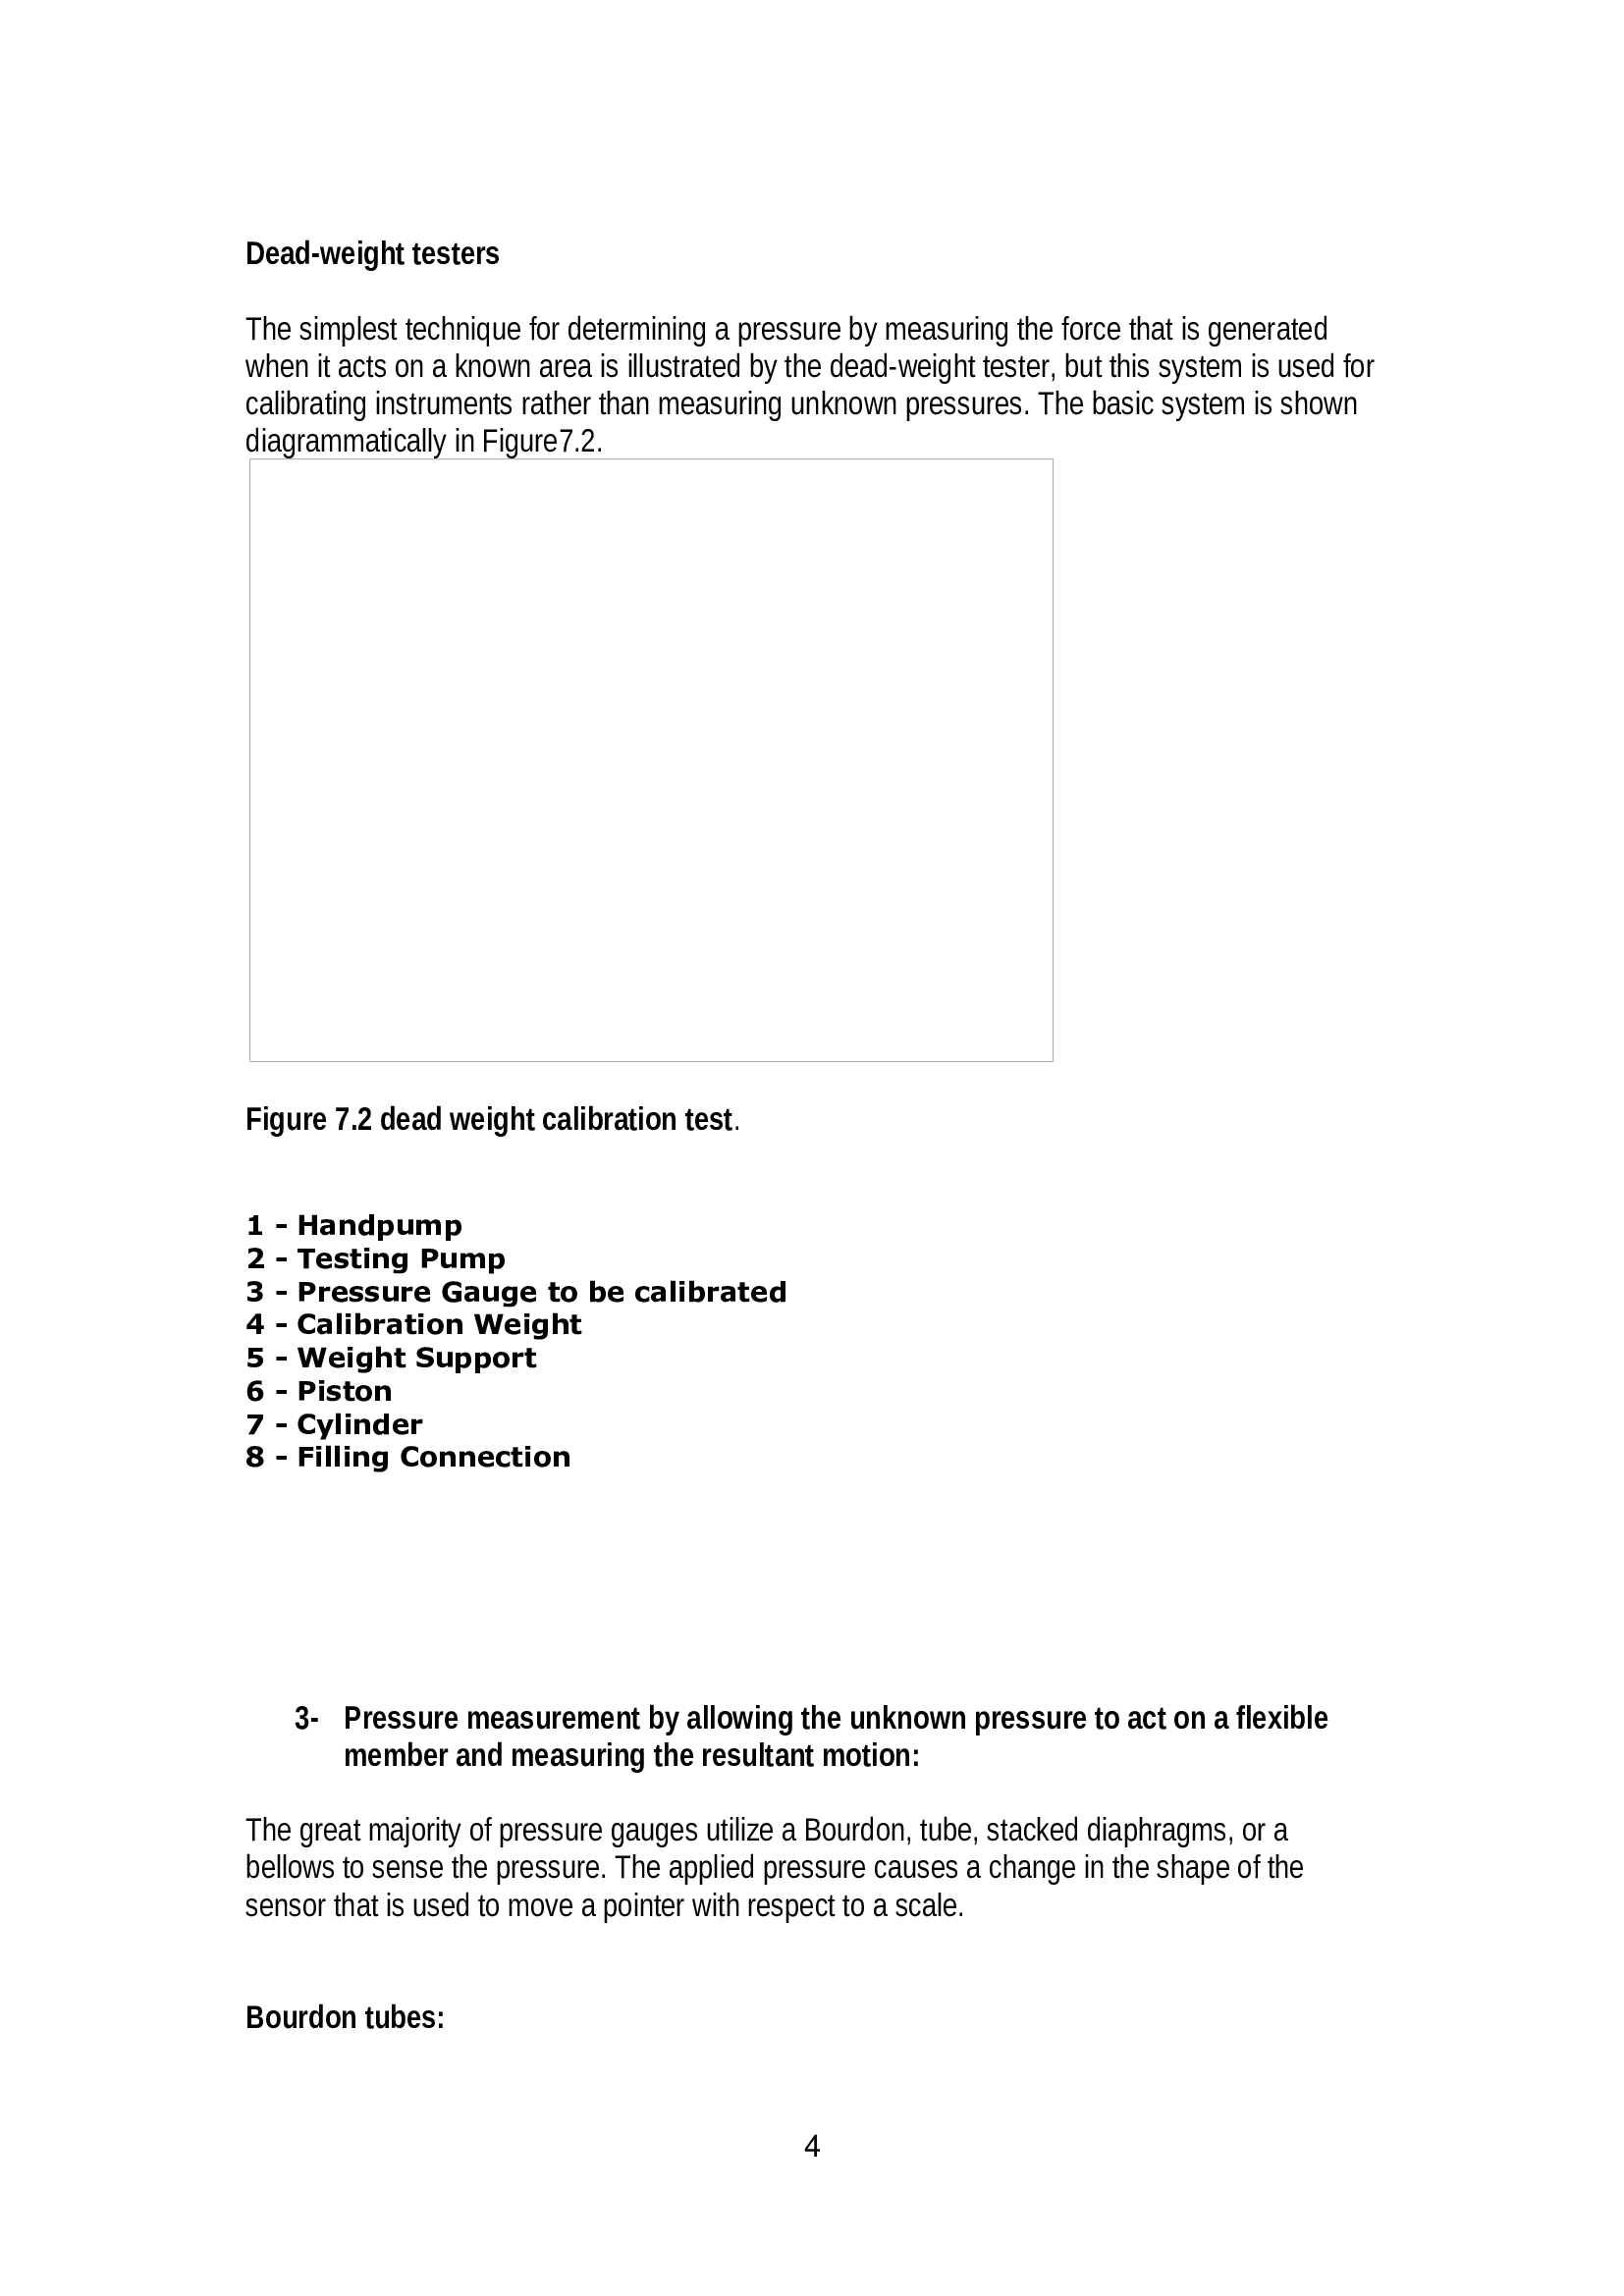 Dead-weight testers
The simplest technique for determining a pressure by measuring the force that is generated
when it acts on a known area is illustrated by the dead-weight tester, but this system is used for
calibrating instruments rather than measuring unknown pressures. The basic system is shown
diagrammatically in Figure7.2.
Figure 7.2 dead weight calibration test.
1 - Handpump
2 - Testing Pump
3 - Pressure Gauge to be calibrated
4 - Calibration Weight
5 - Weight Support
6 - Piston
7 - Cylinder
8 - Filling Connection
3- Pressure measurement by allowing the unknown pressure to act on a flexible
member and measuring the resultant motion:
The great majority of pressure gauges utilize a Bourdon, tube, stacked diaphragms, or a
bellows to sense the pressure. The applied pressure causes a change in the shape of the
sensor that is used to move a pointer with respect to a scale.
Bourdon tubes:
4